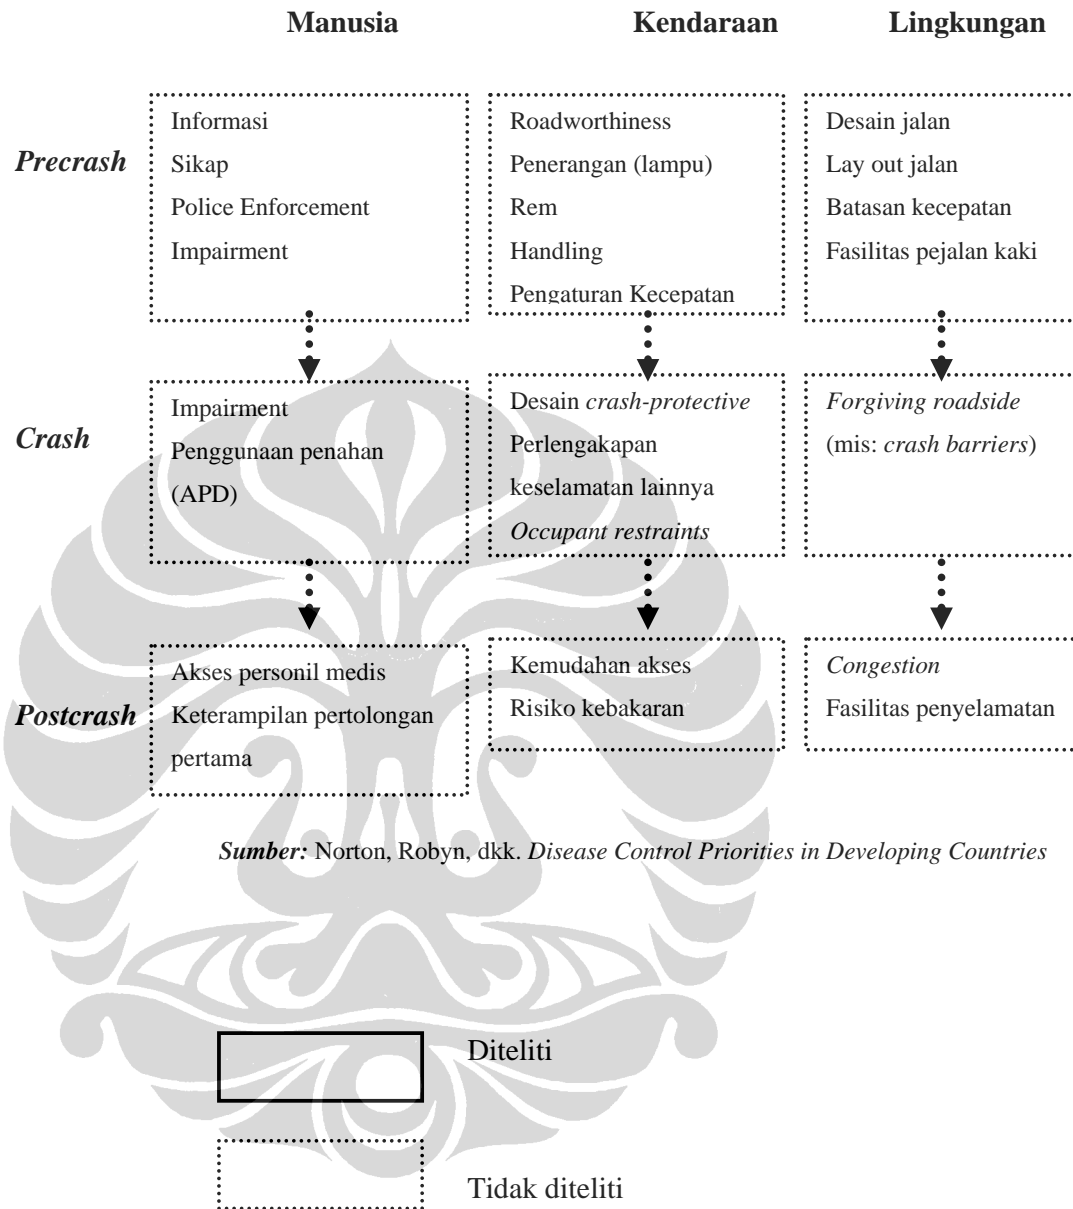 Manusia
Kendaraan
Lingkungan
Precrash
Informasi
Sikap
Police Enforcement
Impairment
Roadworthiness
Penerangan (lampu)
Rem
Handling
Pengaturan Kecepatan
Desain jalan
Lay out jalan
Batasan kecepatan
Fasilitas pejalan kaki
Crash
Impairment
Penggunaan penahan
(APD)
Desain crash-protective
Perlengakapan
keselamatan lainnya
Occupant restraints
Forgiving roadside
(mis: crash barriers)
Postcrash
Akses personil medis
Keterampilan pertolongan
pertama
Kemudahan akses
Risiko kebakaran
Congestion
Fasilitas penyelamatan
Sumber: Norton, Robyn, dkk. Disease Control Priorities in Developing Countries
Diteliti
Tidak diteliti